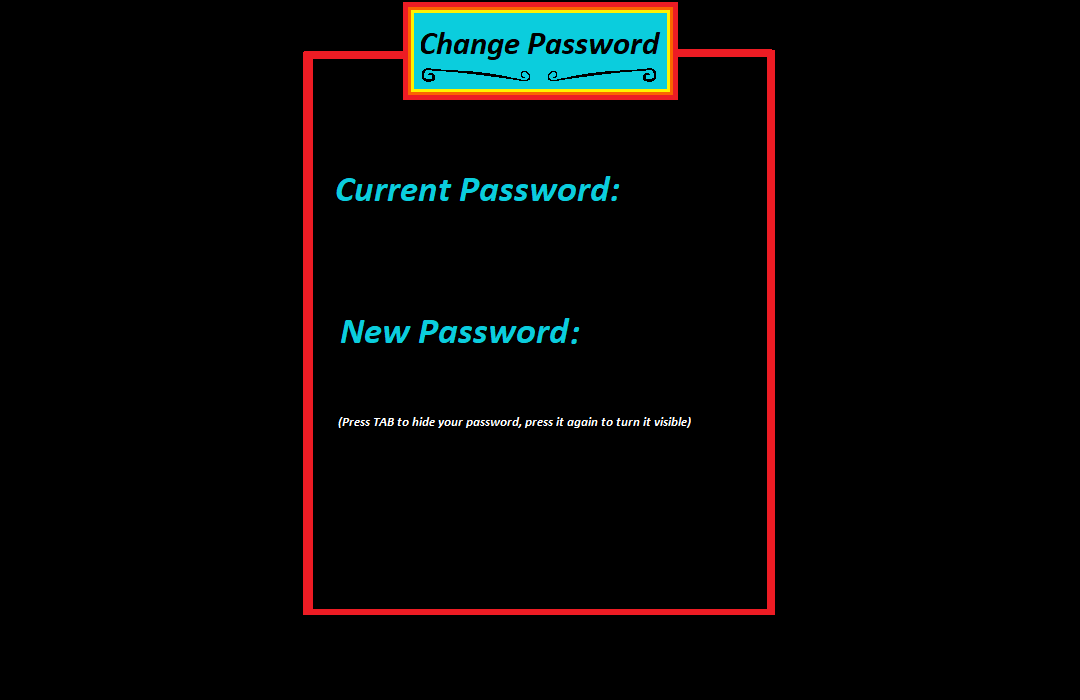 Change Password
Current Password:
New Password:
(Press TAB to hide your password, press it again to turn it visible)